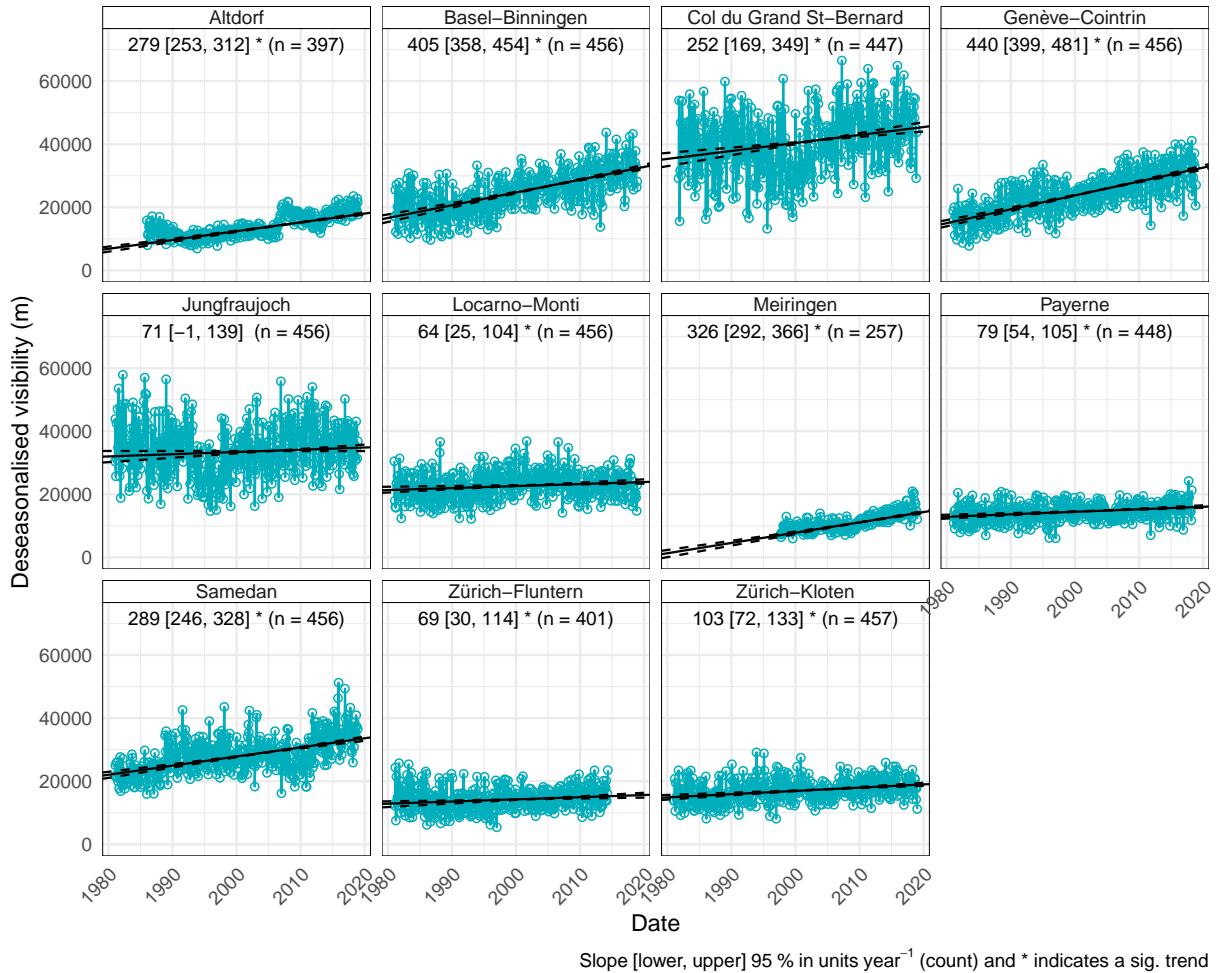 Altdorf Basel−Binningen Col du Grand St−Bernard Genève−Cointrin
279 [253, 312] * (n = 397) 405 [358, 454] * (n = 456) 252 [169, 349] * (n = 447) 440 [399, 481] * (n = 456)
60000
40000
20000
0
Jungfraujoch Locarno−Monti Meiringen Payerne
71 [−1, 139] (n = 456) 64 [25, 104] * (n = 456) 326 [292, 366] * (n = 257) 79 [54, 105] * (n = 448)
60000
40000
20000
0
1980 1990 2000 2010 2020
Samedan Zürich−Fluntern Zürich−Kloten
289 [246, 328] * (n = 456) 69 [30, 114] * (n = 401) 103 [72, 133] * (n = 457)
60000
40000
20000
0
1980 1990 2000 2010 2020 1980 1990 2000 2010 2020 1980 1990 2000 2010 2020
Deseasonalised visibility (m)
Date
Slope [lower, upper] 95 % in units year⁻¹ (count) and * indicates a sig. trend